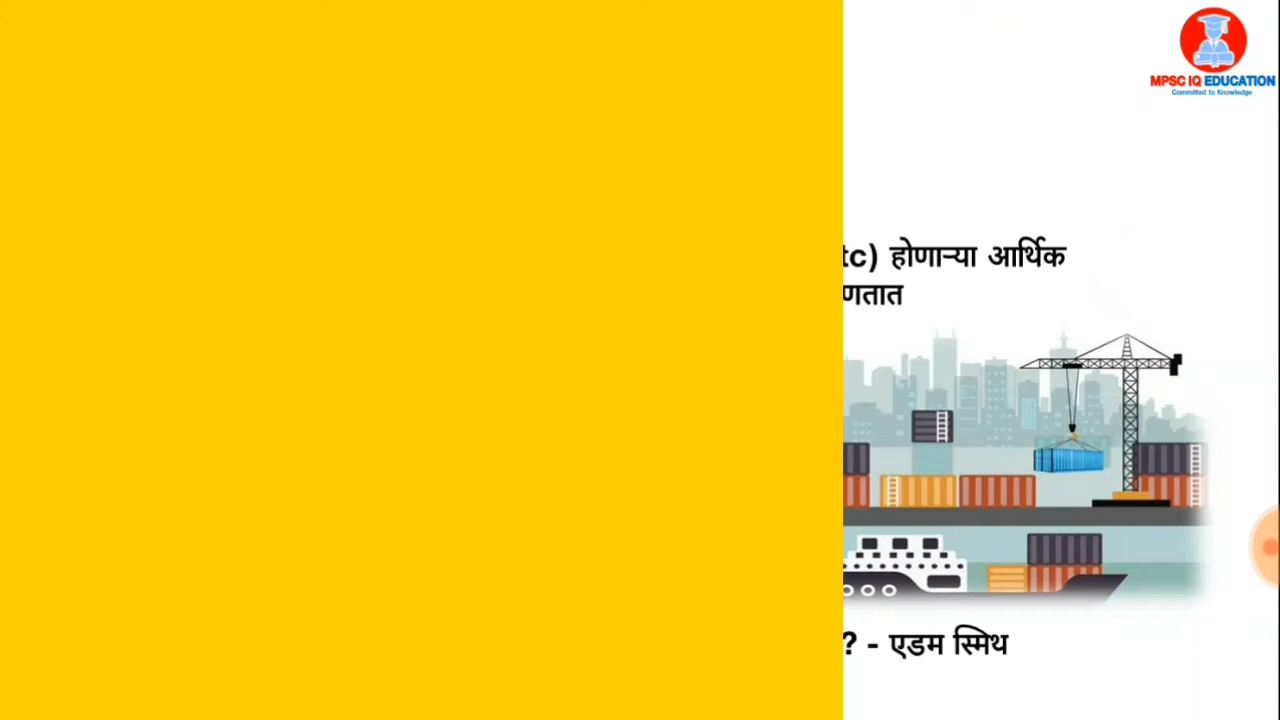 MPSC IQ EDUCATION
Committed to Knowledge
tc) होणाऱ्या आर्थिक
णतात
? - एडम स्मिथ